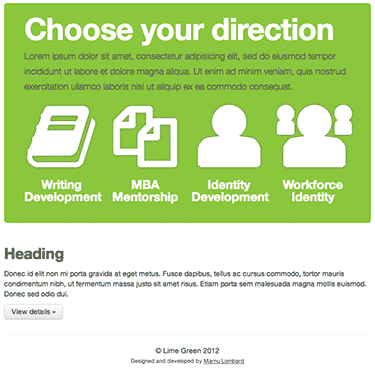 Choose your direction
Lorem ipsum dolor sit amet, consectetur adipisicing elit, sed do eiusmod tempor
incididunt ut labore et dolore magna aliqua. Ut enim ad minim veniam, quis nostrud
exercitation ullamco laboris nisi ut aliquip ex ea commodo consequat.
Writing
Development
MBA
Mentorship
Identity
Development
Workforce
Identity
Heading
Donec id elit non mi porta gravida at eget metus. Fusce dapibus, tellus ac cursus commodo, tortor mauris
condimentum nibh, ut fermentum massa justo sit amet risus. Etiam porta sem malesuada magna mollis euismod.
Donec sed odio dui.
View details »
© Lime Green 2012
Designed and developed by Marnu Lombard